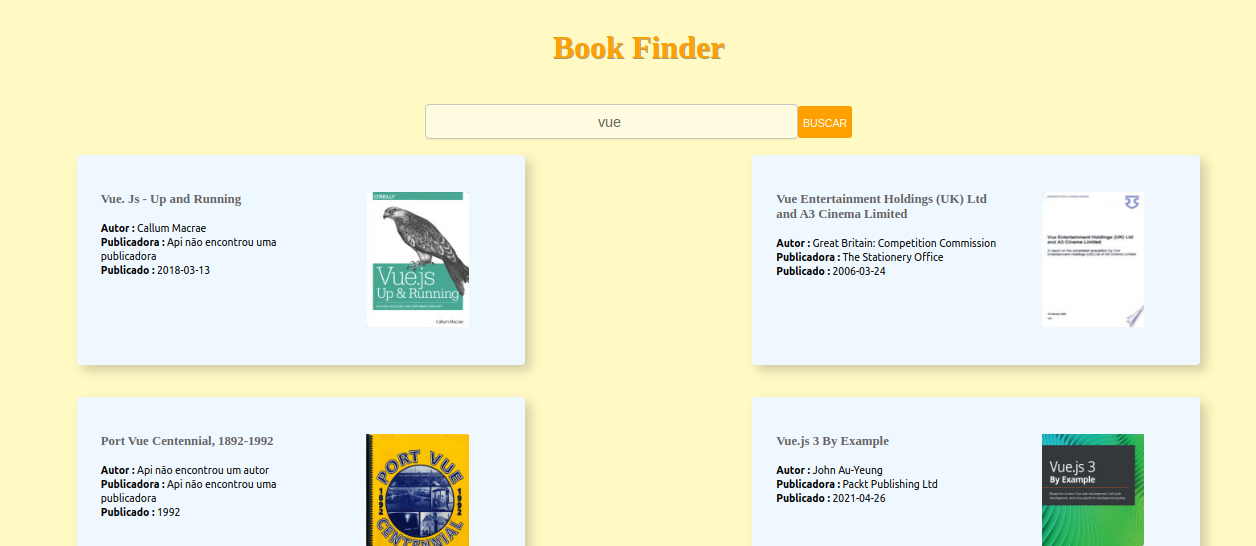 Book Finder
vue
BUSCAR
Vue. Js - Up and Running
Autor : Callum Macrae
Publicadora : Api não encontrou uma
publicadora
Publicado : 2018-03-13
O'REILLY
Vue.js
Up & Running
Callum Macrae
Vue Entertainment Holdings (UK) Ltd
and A3 Cinema Limited
Autor : Great Britain: Competition Commission
Publicadora : The Stationery Office
Publicado : 2006-03-24
Vue Entertainment Holdings (UK) Ltd
and A3 Cinema Limited
Port Vue Centennial, 1892-1992
Autor : Api não encontrou um autor
Publicadora : Api não encontrou uma
publicadora
Publicado : 1992
PORT VUE
1892
1992
CENTENNIAL
Vue.js 3 By Example
Autor : John Au-Yeung
Publicadora : Packt Publishing Ltd
Publicado : 2021-04-26
Vue.js 3
By Example